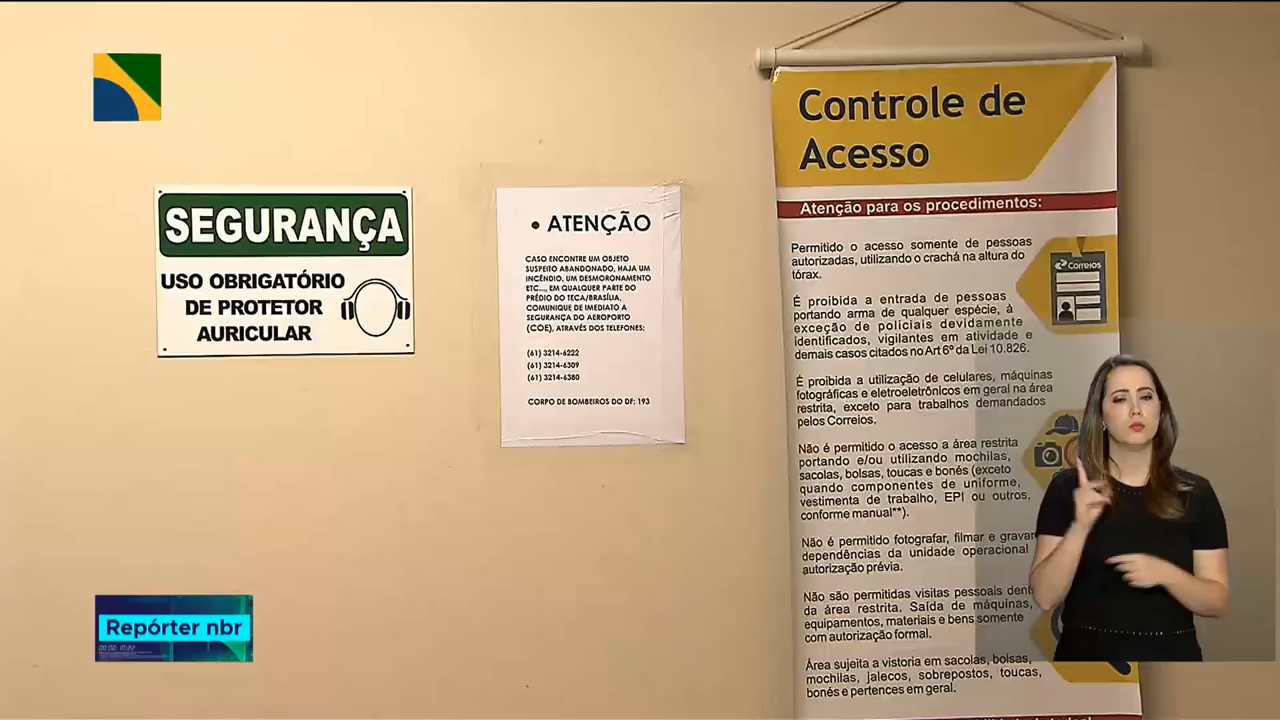 SEGURANÇA
USO OBRIGATÓRIO
DE PROTETOR
AURICULAR
• ATENÇÃO
CASO ENCONTRE UM OBJETO
SUSPEITO ABANDONADO, HAJA UM
INCÊNDIO, UM DESMORONAMENTO
ETC..., EM QUALQUER PARTE DO
PRÉDIO DO TECA/BRASÍLIA,
COMUNIQUE DE IMEDIATO A
SEGURANÇA DO AEROPORTO
(COE), ATRAVÉS DOS TELEFONES:
(61) 3214-6222
(61) 3214-6309
(61) 3214-6380
CORPO DE BOMBEIROS DO DF: 193
Controle de
Acesso
Atenção para os procedimentos:
Permitido o acesso somente de pessoas
autorizadas, utilizando o crachá na altura do
tórax.
Correios
É proibida a entrada de pessoas
portando arma de qualquer espécie, à
exceção de policiais devidamente
identificados, vigilantes em atividade e
demais casos citados no Art 6º da Lei 10.826.
É proibida a utilização de celulares, máquinas
fotográficas e eletroeletrônicos em geral na área
restrita, exceto para trabalhos demandados
pelos Correios.
Não é permitido o acesso a área restrita
portando e/ou utilizando mochilas,
sacolas, bolsas, toucas e bonés (exceto
quando componentes de uniforme,
vestimenta de trabalho, EPI ou outros,
conforme manual**).
Não é permitido fotografar, filmar e gravar
dependências da unidade operacional
autorização prévia.
Não são permitidas visitas pessoais dent
da área restrita. Saída de máquinas,
equipamentos, materiais e bens somente
com autorização formal.
Área sujeita a vistoria em sacolas, bolsas,
mochilas, jalecos, sobrepostos, toucas,
bonés e pertences em geral.
Repórter nbr